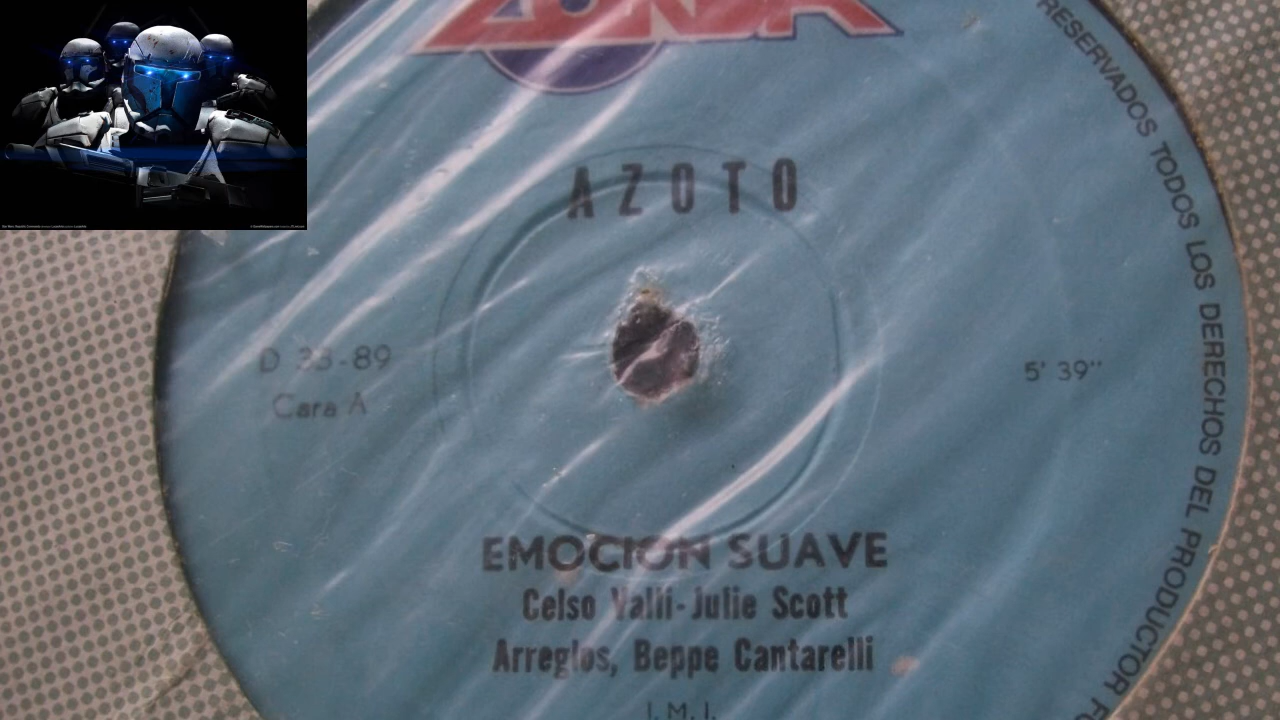 AZOTO
D 33-89
Cara A
5' 39''
EMOCION SUAVE
Celso Valli-Julie Scott
Arreglos, Beppe Cantarelli
I. M. I.
RESERVADOS TODOS LOS DERECHOS DEL PRODUCTOR